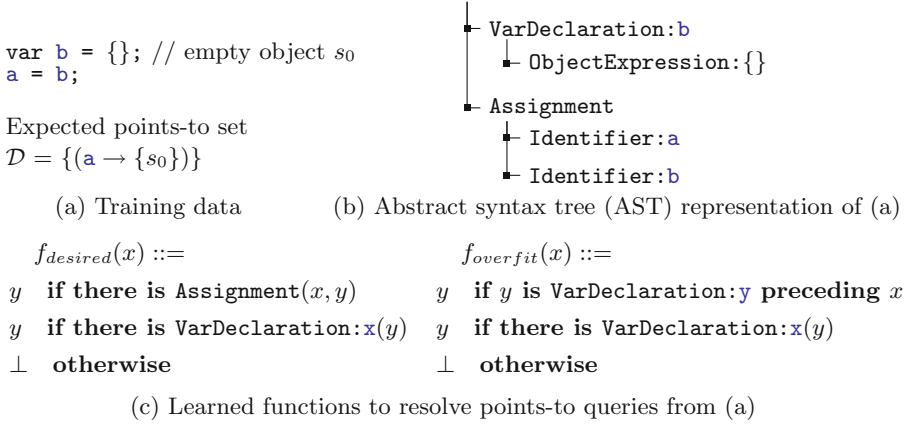 var b = {}; // empty object s₀
a = b;
Expected points-to set
𝒟 = {(a → {s₀})}
(a) Training data
VarDeclaration:b
ObjectExpression:{}
Assignment
Identifier:a
Identifier:b
(b) Abstract syntax tree (AST) representation of (a)
f_desired(x) ::=
y if there is Assignment(x, y)
y if there is VarDeclaration:x(y)
⊥ otherwise
f_overfit(x) ::=
y if y is VarDeclaration:y preceding x
y if there is VarDeclaration:x(y)
⊥ otherwise
(c) Learned functions to resolve points-to queries from (a)